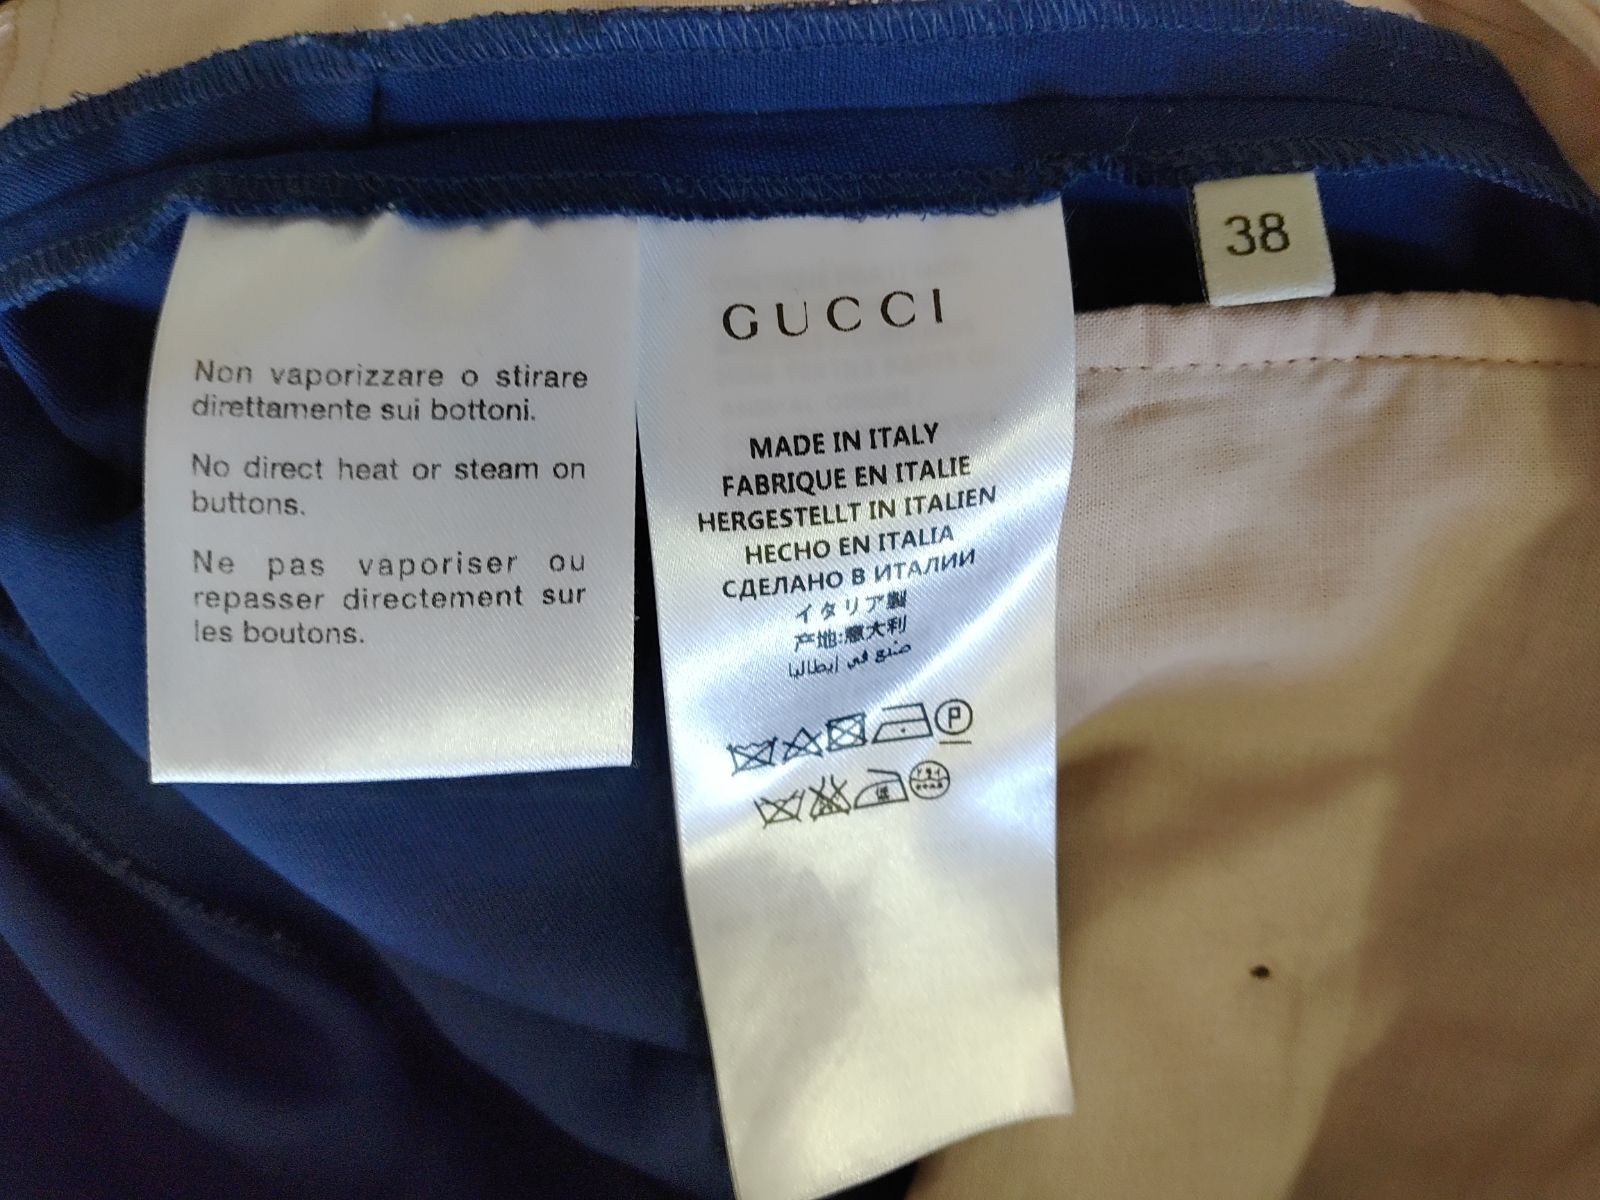 Non vaporizzare o stirare
direttamente sui bottoni.
No direct heat or steam on
buttons.
Ne pas vaporiser ou
repasser directement sur
les boutons.
GUCCI
MADE IN ITALY
FABRIQUE EN ITALIE
HERGESTELLT IN ITALIEN
HECHO EN ITALIA
СДЕЛАНО В ИТАЛИИ
イタリア製
产地:意大利
صنع في إيطاليا
P
38